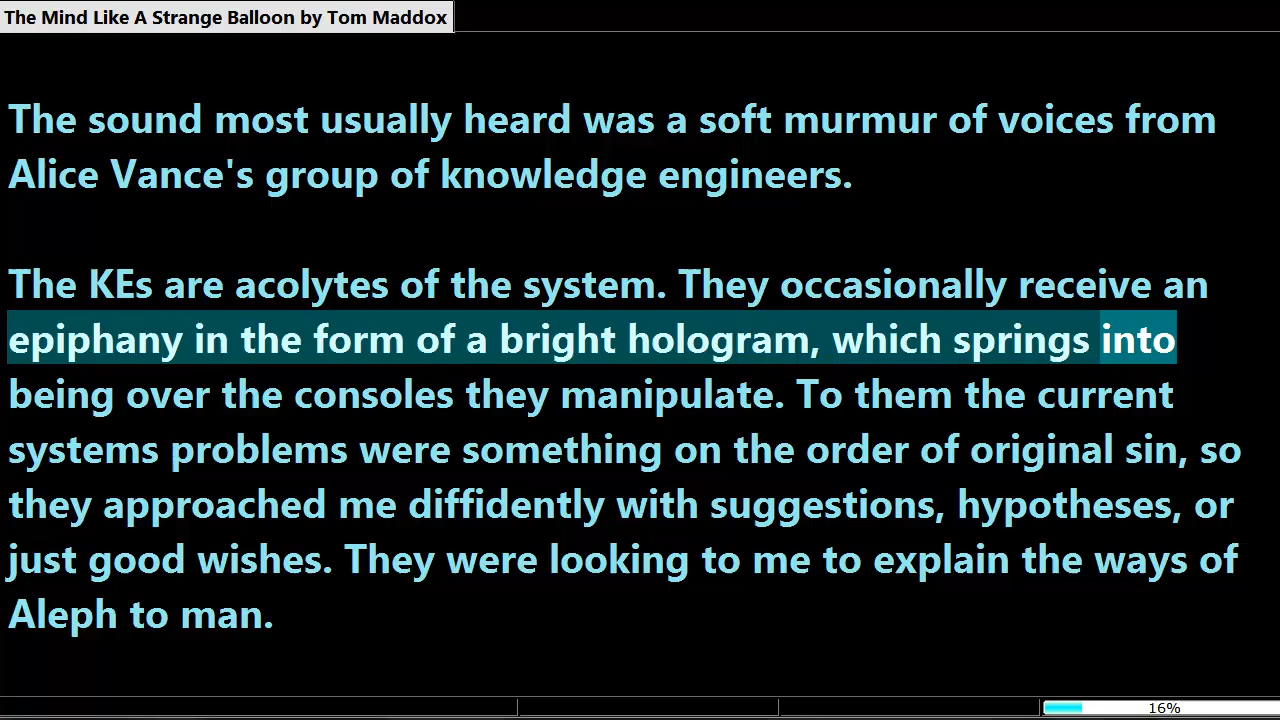 The Mind Like A Strange Balloon by Tom Maddox
The sound most usually heard was a soft murmur of voices from
Alice Vance's group of knowledge engineers.
The KEs are acolytes of the system. They occasionally receive an
epiphany in the form of a bright hologram, which springs into
being over the consoles they manipulate. To them the current
systems problems were something on the order of original sin, so
they approached me diffidently with suggestions, hypotheses, or
just good wishes. They were looking to me to explain the ways of
Aleph to man.
16%